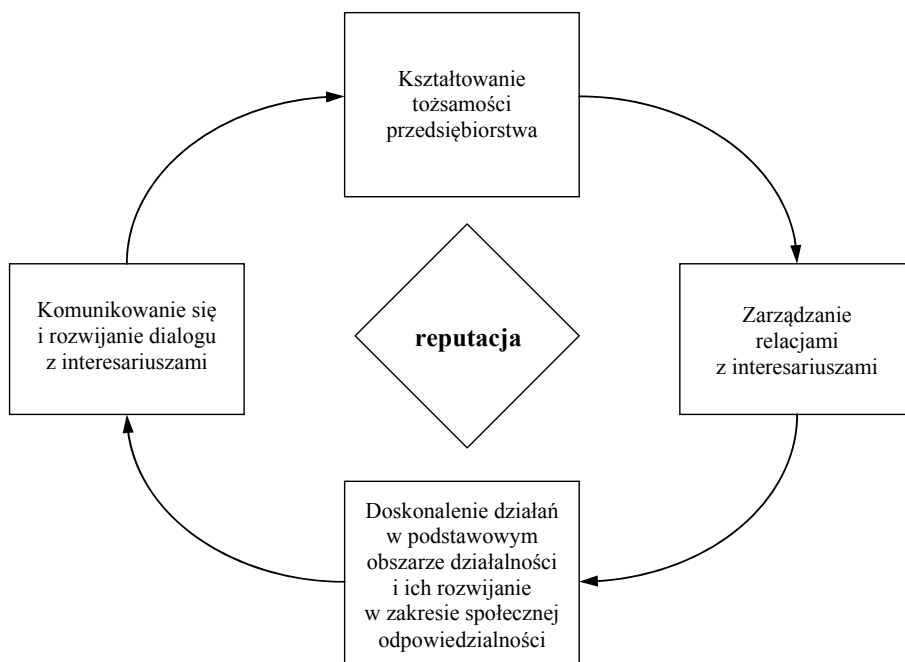 Kształtowanie
tożsamości
przedsiębiorstwa
Komunikowanie się
i rozwijanie dialogu
z interesariuszami
reputacja
Zarządzanie
relacjami
z interesariuszami
Doskonalenie działań
w podstawowym
obszarze działalności
i ich rozwijanie
w zakresie społecznej
odpowiedzialności